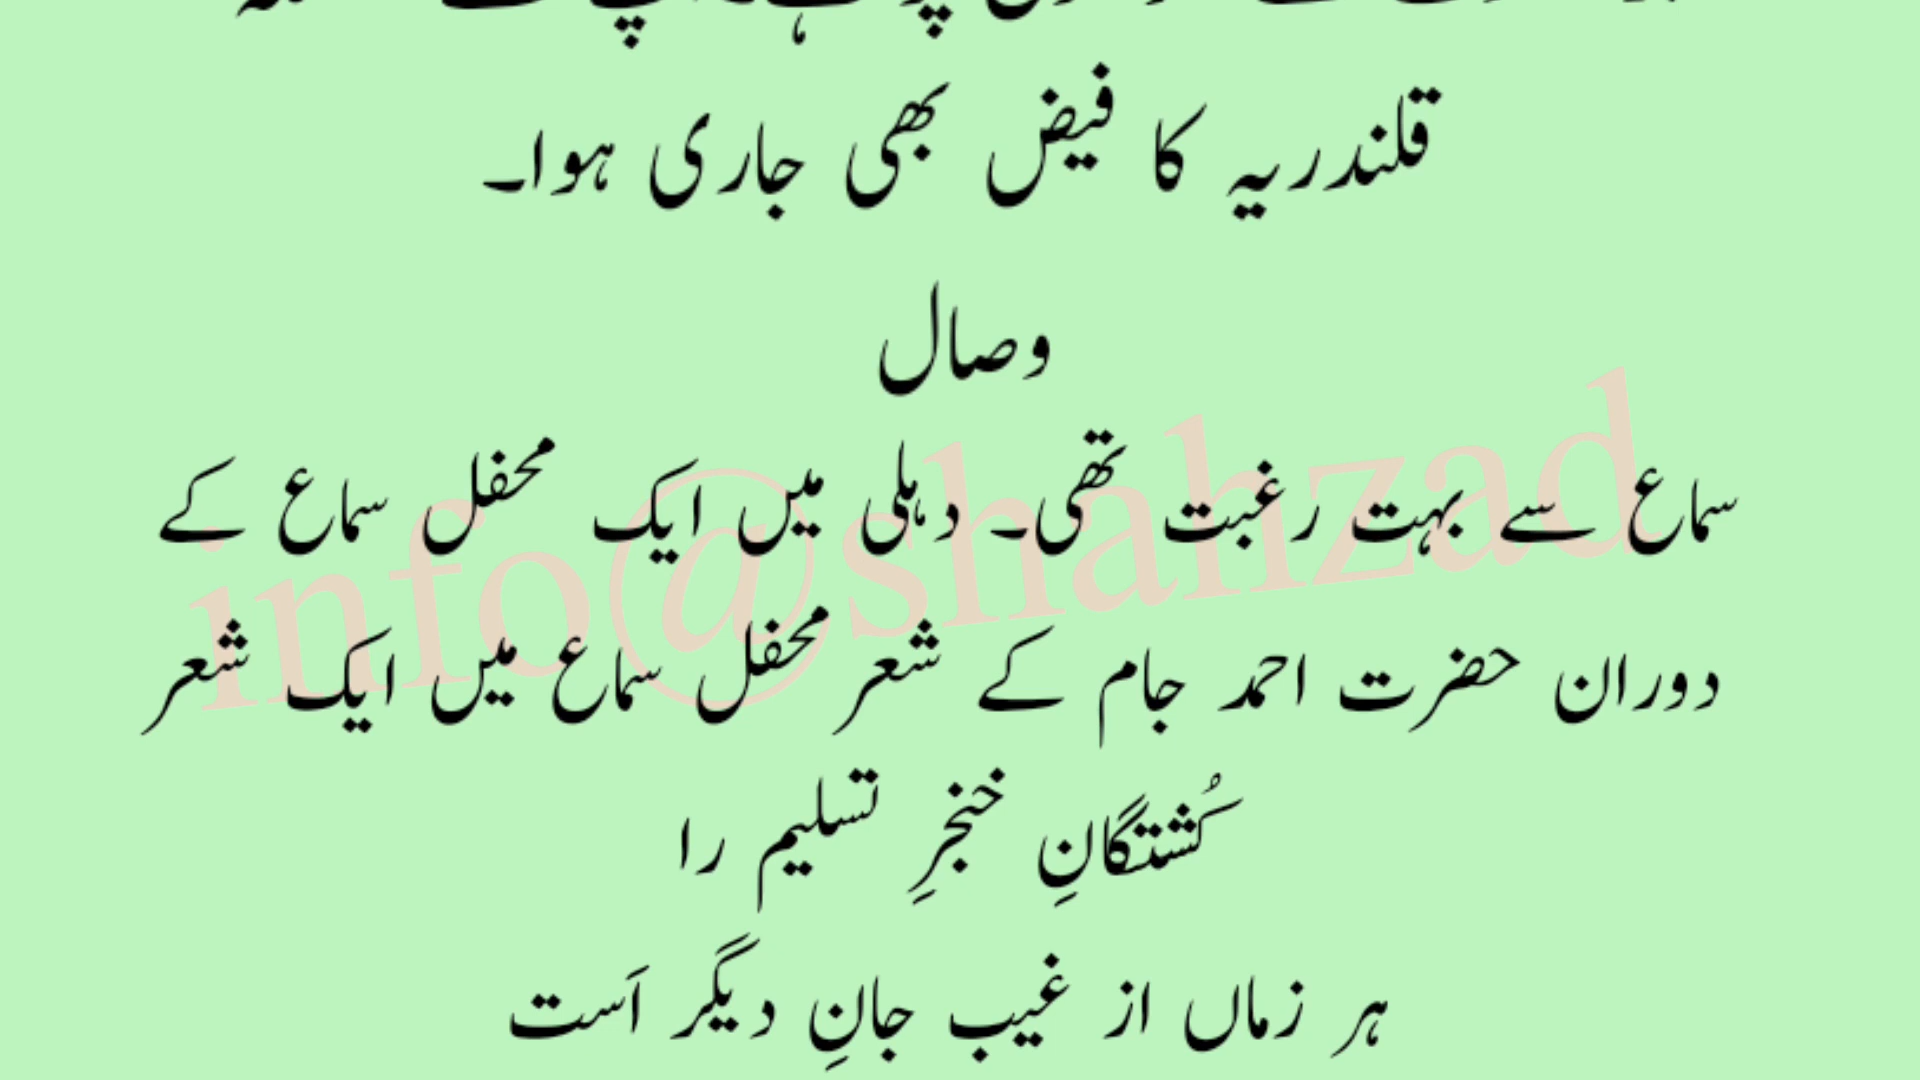 قلندریہ کا فیض بھی جاری ہوا۔
وصال
سماع سے بہت رغبت تھی۔ دہلی میں ایک محفل سماع کے
دوران حضرت احمد جام کے شعر محفل سماع میں ایک شعر
کُشتگانِ خنجرِ تسلیم را
ہر زماں از غیب جانِ دیگر اَست
info@shahzad